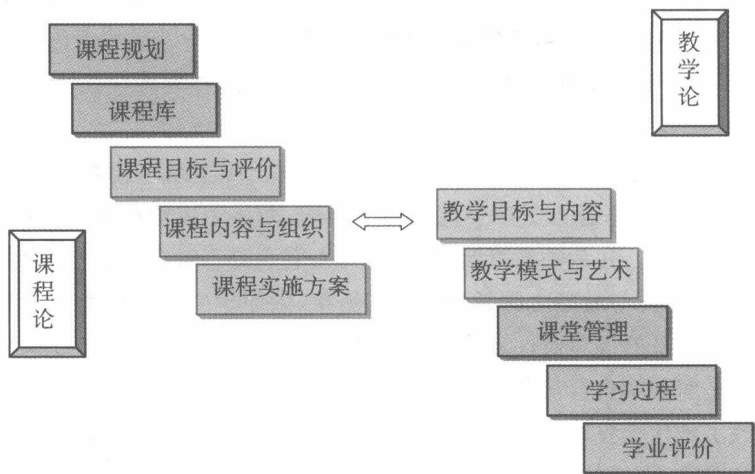 课程规划
课程库
课程目标与评价
课程内容与组织
课程实施方案
课程论
教学论
教学目标与内容
教学模式与艺术
课堂管理
学习过程
学业评价